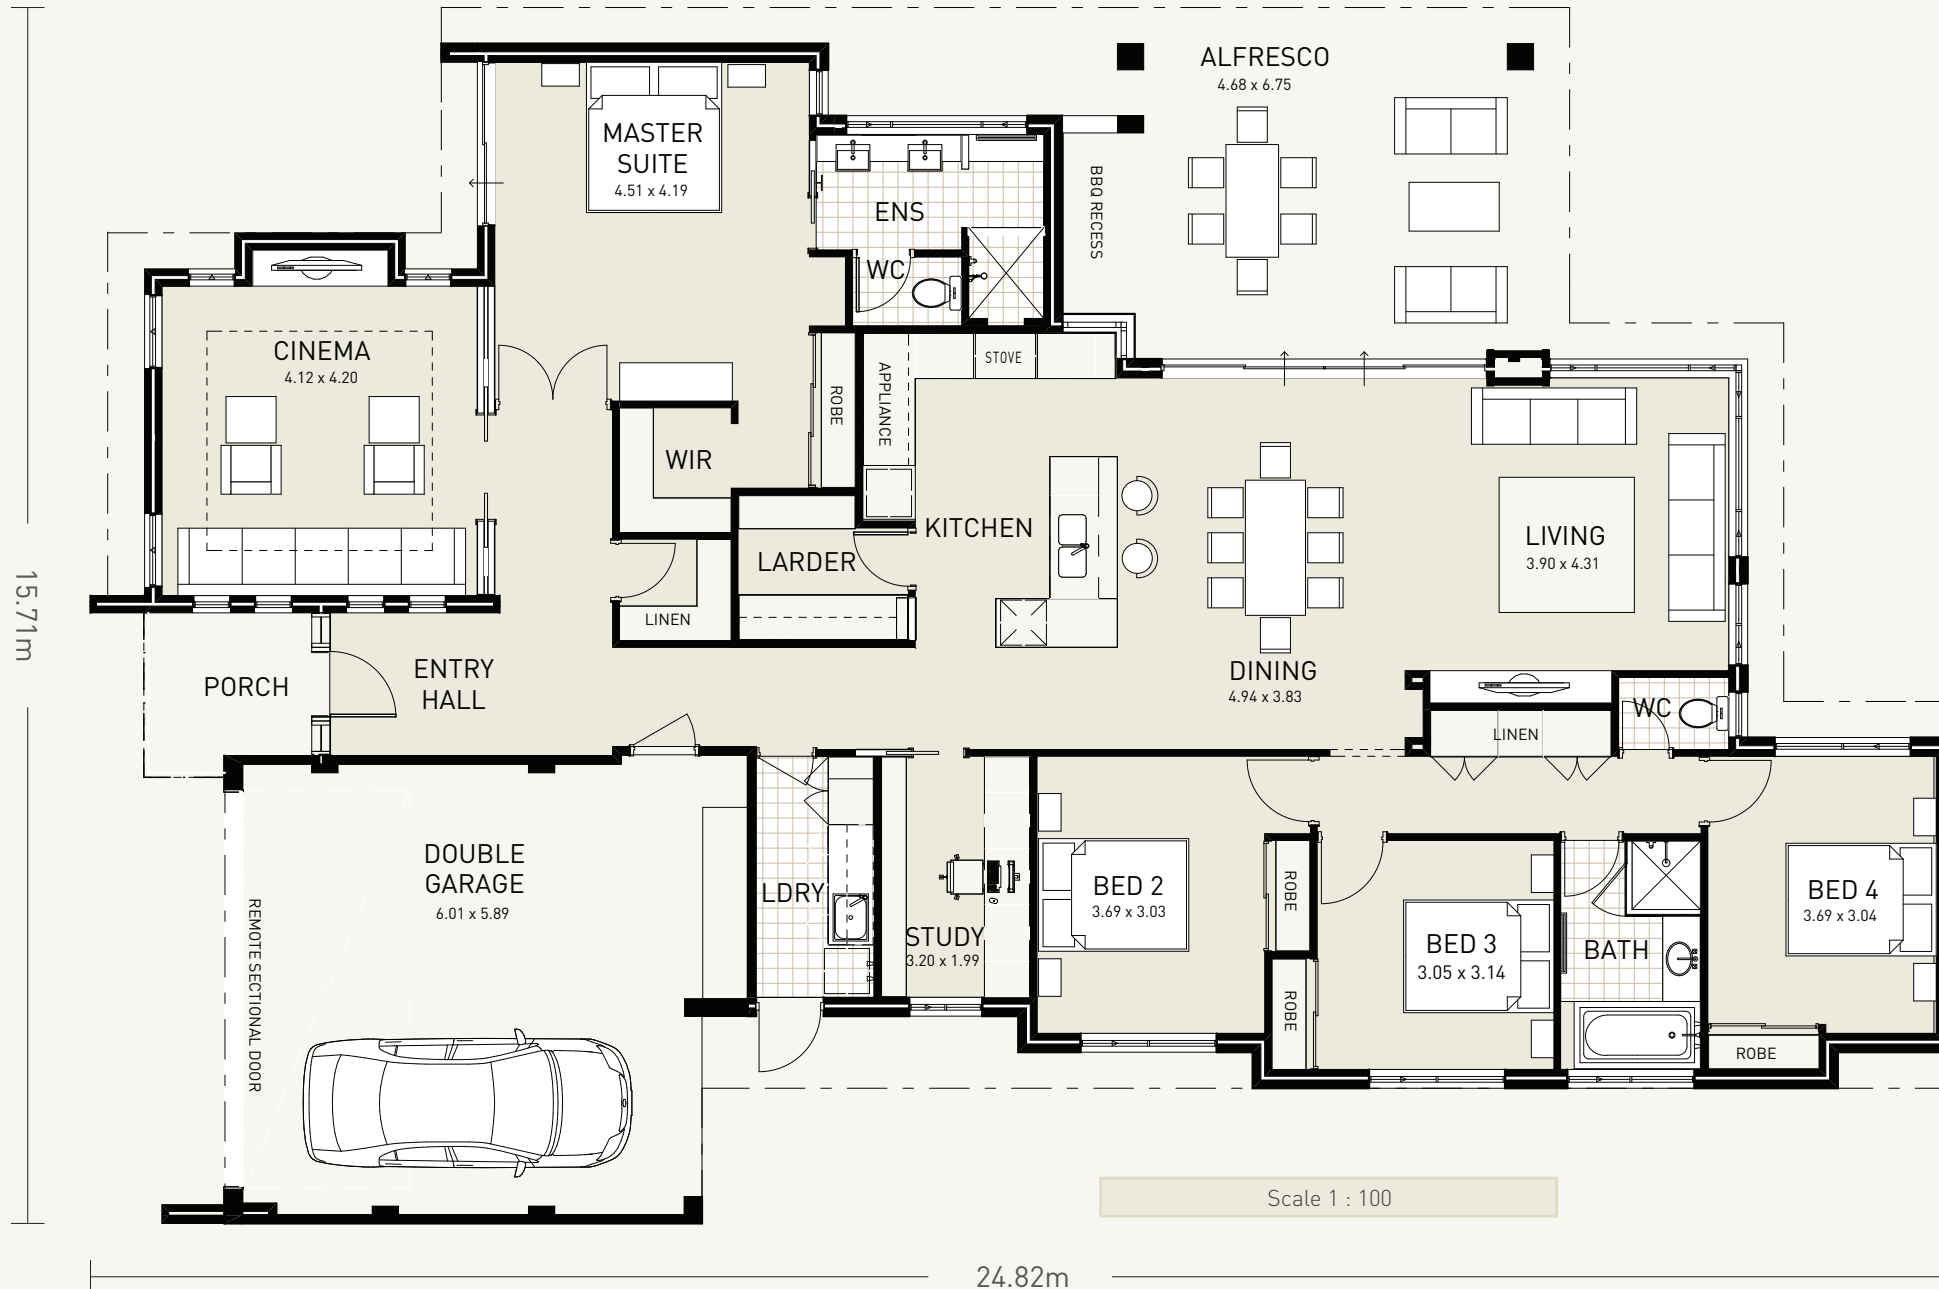 ALFRESCO
4.68 x 6.75
MASTER
SUITE
4.51 x 4.19
BBQ RECESS
ENS
WC
CINEMA
4.12 x 4.20
STOVE
APPLIANCE
ROBE
WIR
KITCHEN
LARDER
LIVING
3.90 x 4.31
LINEN
15.71m
PORCH
ENTRY
HALL
DINING
4.94 x 3.83
WC
LINEN
DOUBLE
GARAGE
6.01 x 5.89
REMOTE SECTIONAL DOOR
LDRY
STUDY
3.20 x 1.99
BED 2
3.69 x 3.03
ROBE
ROBE
BED 3
3.05 x 3.14
BATH
BED 4
3.69 x 3.04
ROBE
Scale 1 : 100
24.82m